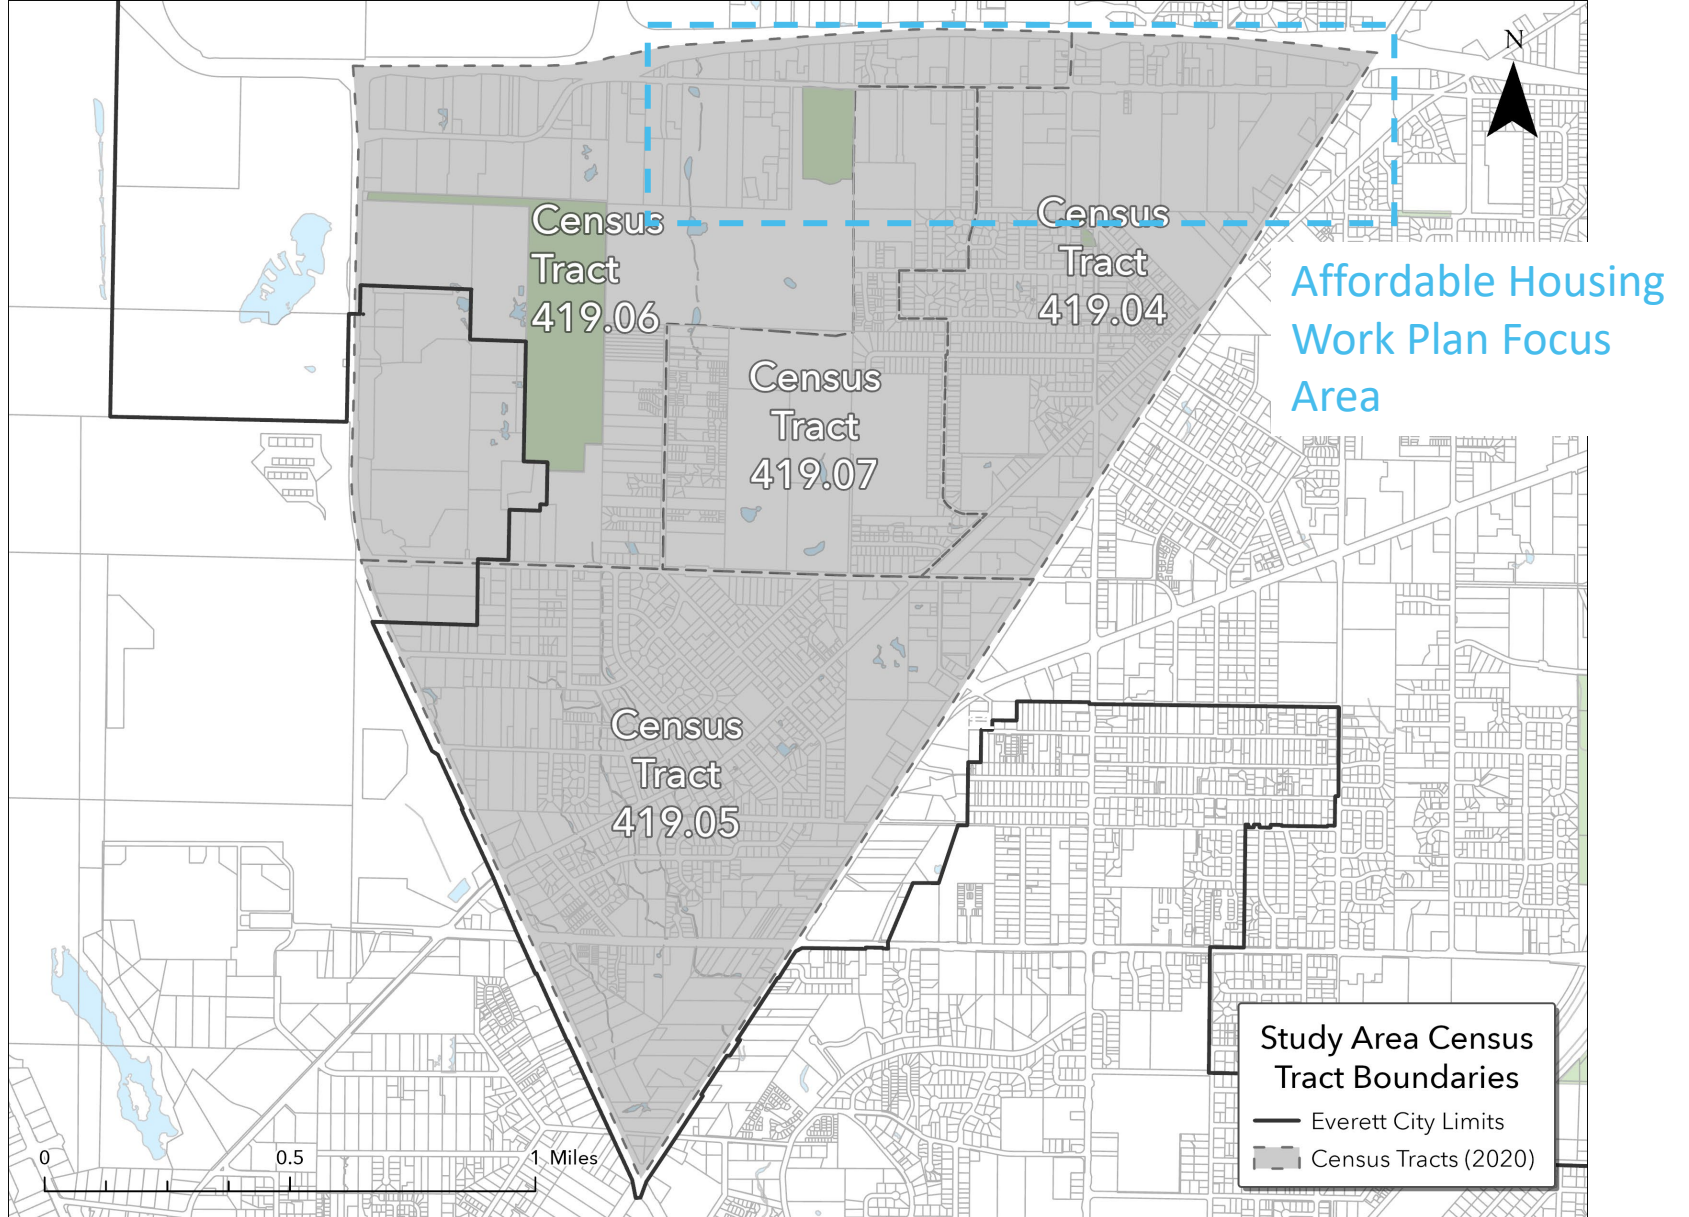 N
Census
Tract
419.06
Census
Tract
419.04
Affordable Housing
Work Plan Focus
Area
Census
Tract
419.07
Census
Tract
419.05
Study Area Census
Tract Boundaries
Everett City Limits
Census Tracts (2020)
0 0.5 1 Miles